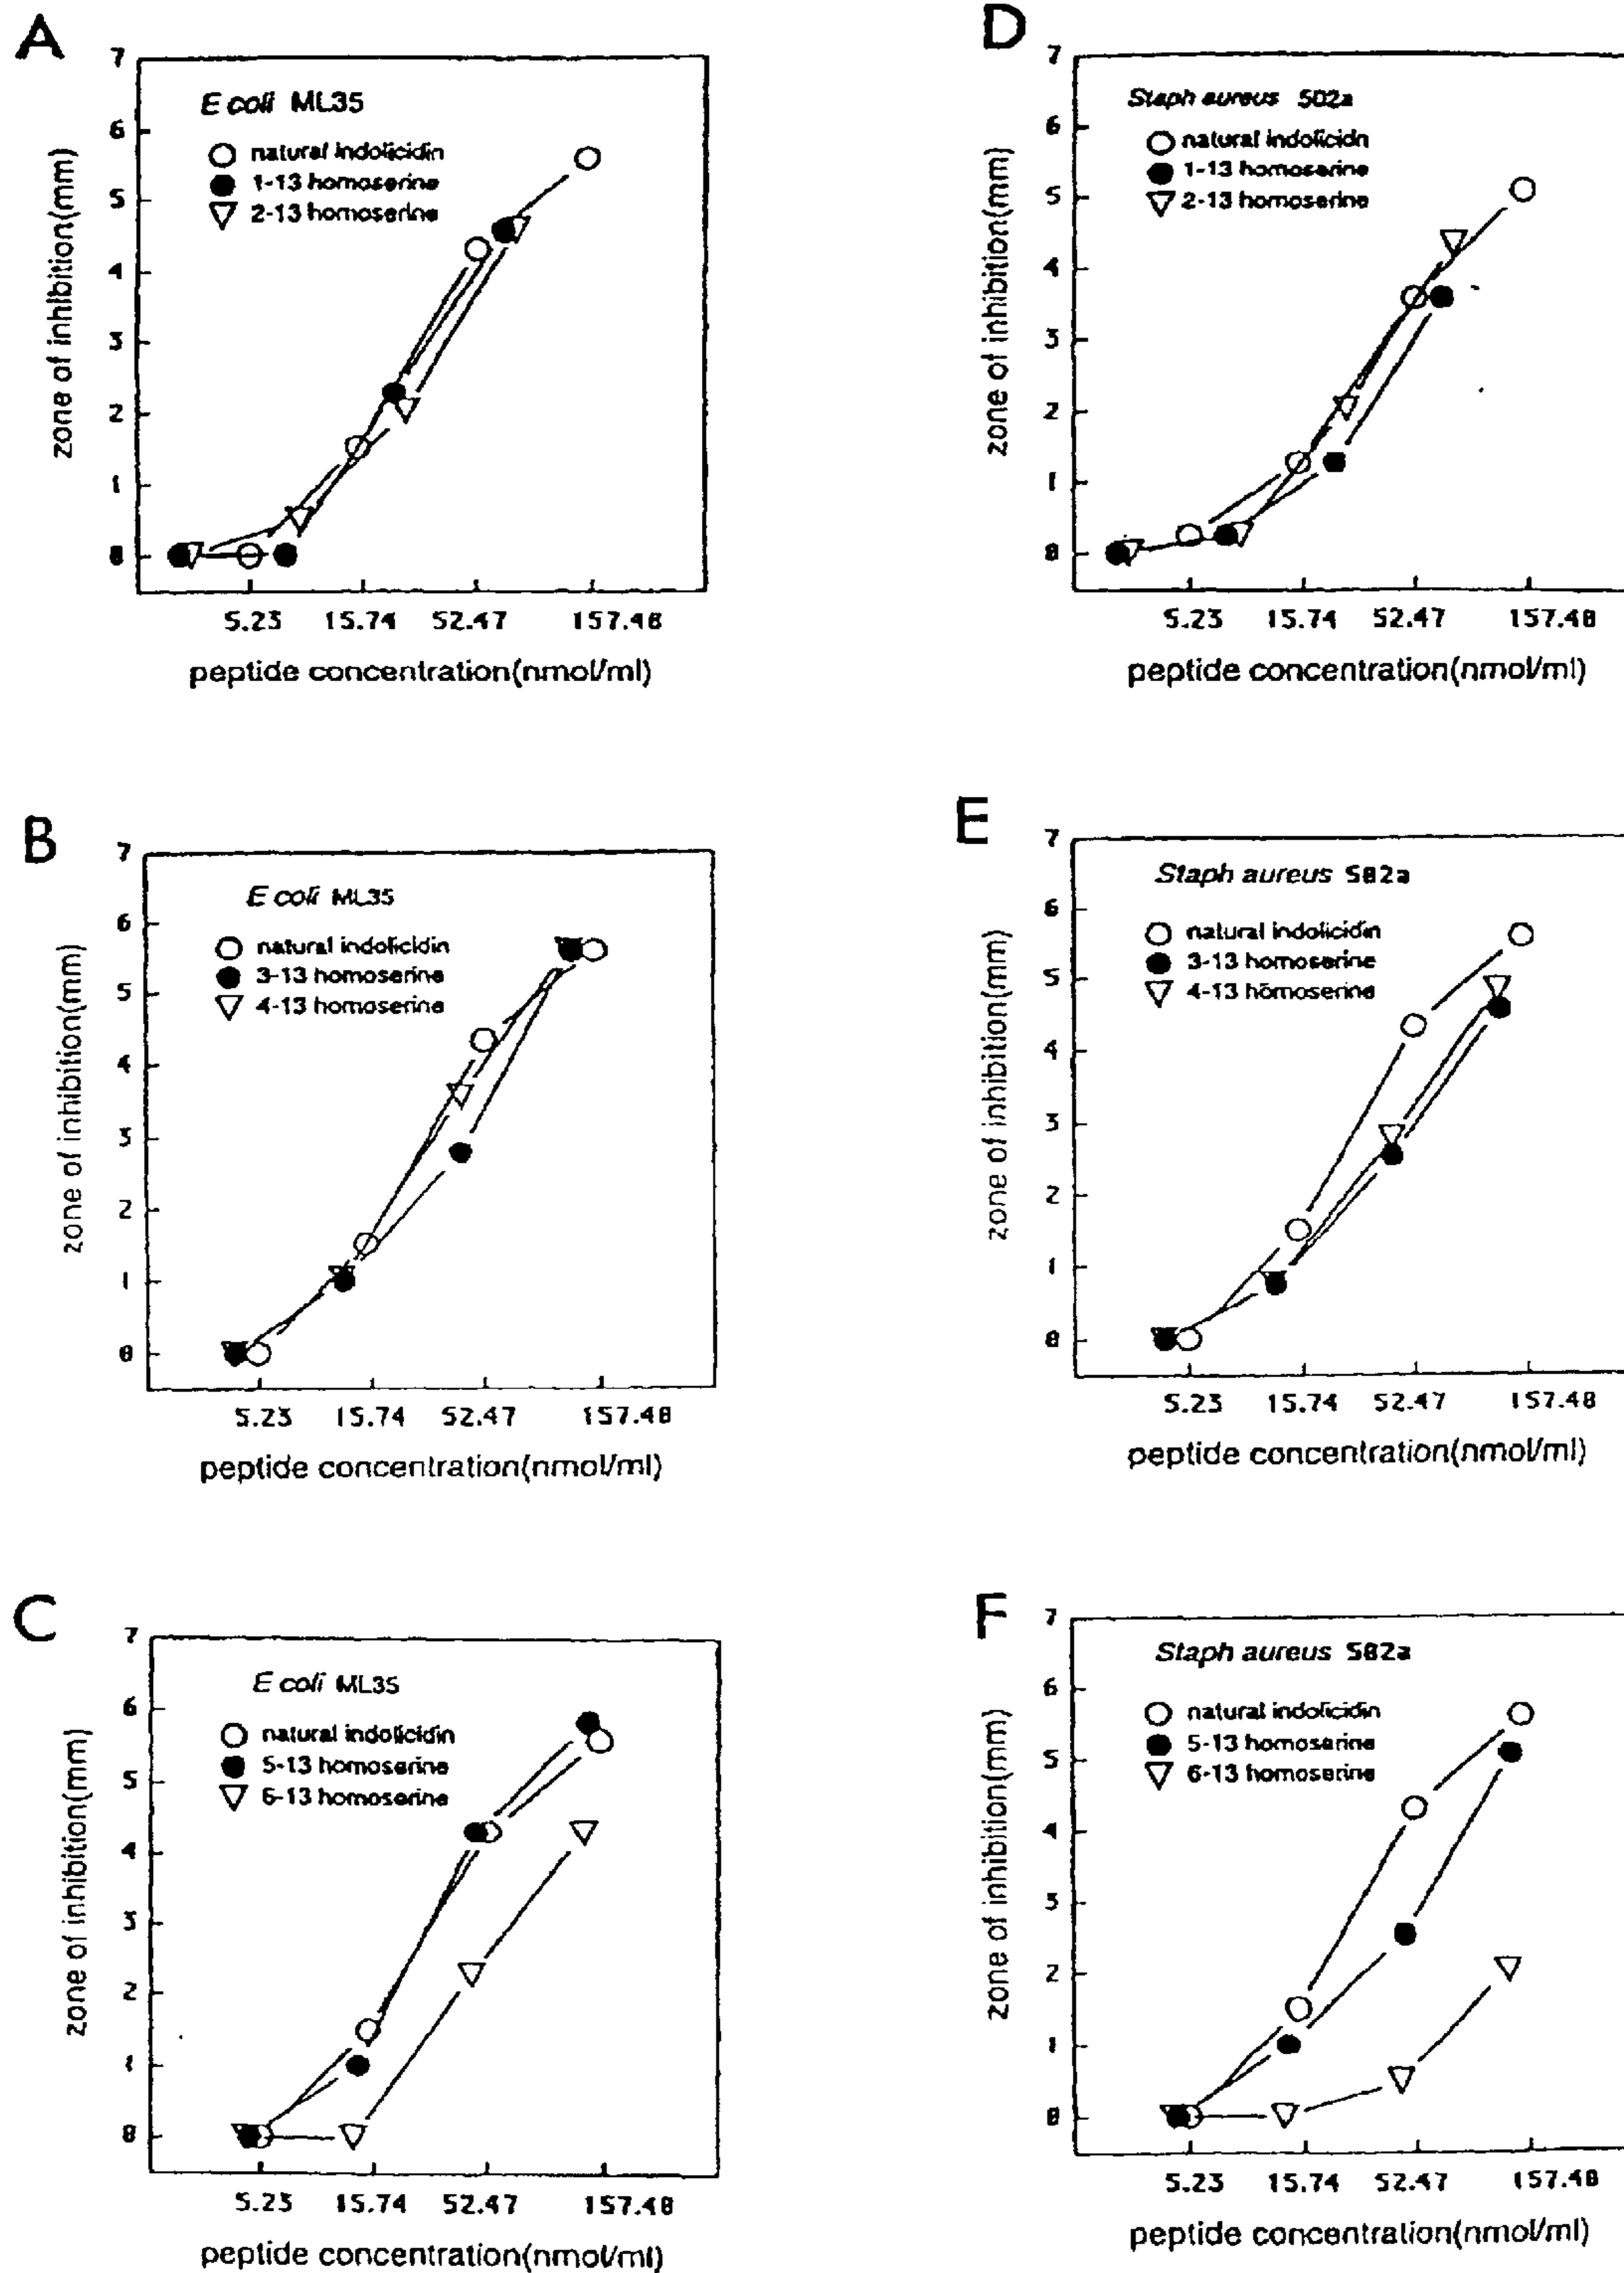 A
7
6
5
4
3
2
1
0
zone of inhibition(mm)
E coli ML35
natural indolicidin
1-13 homoserine
2-13 homoserine
5.23 15.74 52.47 157.48
peptide concentration(nmol/ml)
D
7
6
5
4
3
2
1
0
zone of inhibition(mm)
Staph aureus 502a
natural indolicidn
1-13 homoserine
2-13 homoserine
5.23 15.74 52.47 157.48
peptide concentration(nmol/ml)
B
7
6
5
4
3
2
1
0
zone of inhibition(mm)
E coli ML35
natural indolicidin
3-13 homoserine
4-13 homoserine
5.23 15.74 52.47 157.48
peptide concentration(nmol/ml)
E
7
6
5
4
3
2
1
0
zone of inhibition(mm)
Staph aureus 502a
natural indolicidin
3-13 homoserine
4-13 homoserine
5.23 15.74 52.47 157.48
peptide concentration(nmol/ml)
C
7
6
5
4
3
2
1
0
zone of inhibition(mm)
E coli ML35
natural indolicidin
5-13 homoserine
6-13 homoserine
5.23 15.74 52.47 157.48
peptide concentration(nmol/ml)
F
7
6
5
4
3
2
1
0
zone of inhibition(mm)
Staph aureus 502a
natural indolicidin
5-13 homoserine
6-13 homoserine
5.23 15.74 52.47 157.48
peptide concentration(nmol/ml)